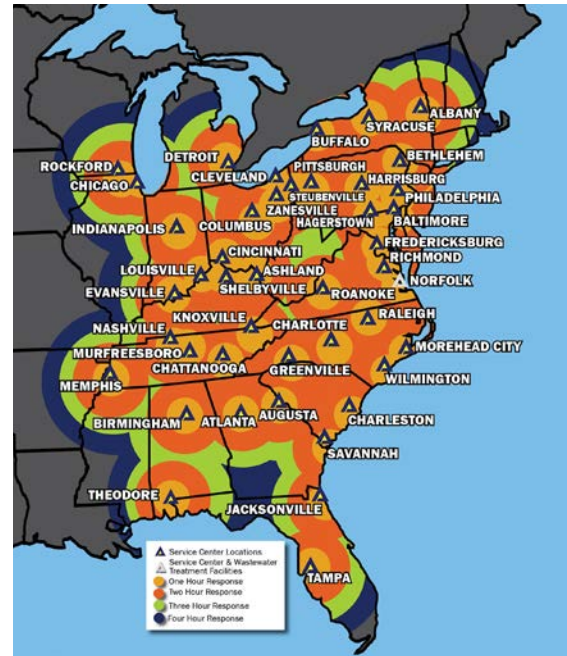 ALBANY
SYRACUSE
BUFFALO
BETHLEHEM
DETROIT
PITTSBURGH
CLEVELAND
HARRISBURG
ROCKFORD
CHICAGO
STEUBENVILLE
PHILADELPHIA
ZANESVILLE
COLUMBUS
HAGERSTOWN
BALTIMORE
INDIANAPOLIS
FREDERICKSBURG
CINCINNATI
RICHMOND
LOUISVILLE
ASHLAND
NORFOLK
SHELBYVILLE
EVANSVILLE
ROANOKE
KNOXVILLE
RALEIGH
NASHVILLE
CHARLOTTE
MURFREESBORO
MOREHEAD CITY
CHATTANOOGA
GREENVILLE
WILMINGTON
MEMPHIS
AUGUSTA
BIRMINGHAM
ATLANTA
CHARLESTON
SAVANNAH
THEODORE
JACKSONVILLE
TAMPA
Service Center Locations
Service Center & Wastewater
Treatment Facilities
One Hour Response
Two Hour Response
Three Hour Response
Four Hour Response